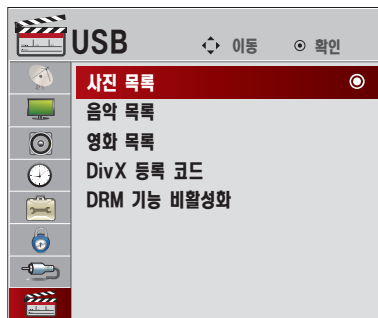 USB 이동 확인
사진 목록
음악 목록
영화 목록
DivX 등록 코드
DRM 기능 비활성화